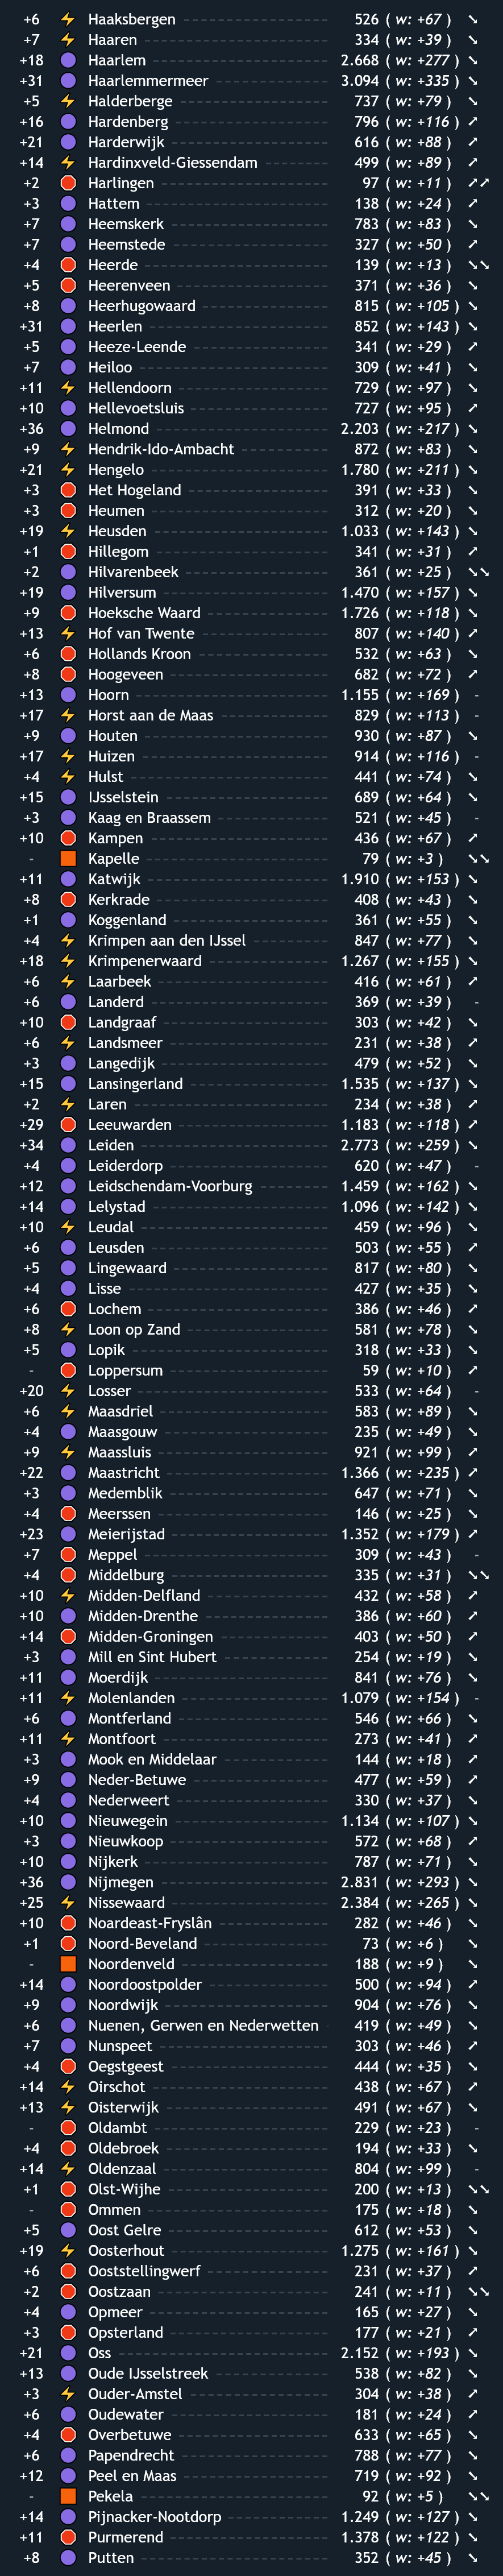 +6 Haaksbergen 526 ( w: +67 ) ↘
+7 Haaren 334 ( w: +39 ) ↘
+18 Haarlem 2.668 ( w: +277 ) ↘
+31 Haarlemmermeer 3.094 ( w: +335 ) ↘
+5 Halderberge 737 ( w: +79 ) ↘
+16 Hardenberg 796 ( w: +116 ) ↗
+21 Harderwijk 616 ( w: +88 ) ↗
+14 Hardinxveld-Giessendam 499 ( w: +89 ) ↗
+2 Harlingen 97 ( w: +11 ) ↗↗
+3 Hattem 138 ( w: +24 ) ↗
+7 Heemskerk 783 ( w: +83 ) ↘
+7 Heemstede 327 ( w: +50 ) ↗
+4 Heerde 139 ( w: +13 ) ↘↘
+5 Heerenveen 371 ( w: +36 ) ↘
+8 Heerhugowaard 815 ( w: +105 ) ↘
+31 Heerlen 852 ( w: +143 ) ↘
+5 Heeze-Leende 341 ( w: +29 ) ↗
+7 Heiloo 309 ( w: +41 ) ↘
+11 Hellendoorn 729 ( w: +97 ) ↘
+10 Hellevoetsluis 727 ( w: +95 ) ↗
+36 Helmond 2.203 ( w: +217 ) ↘
+9 Hendrik-Ido-Ambacht 872 ( w: +83 ) ↘
+21 Hengelo 1.780 ( w: +211 ) ↘
+3 Het Hogeland 391 ( w: +33 ) ↘
+3 Heumen 312 ( w: +20 ) ↘
+19 Heusden 1.033 ( w: +143 ) ↘
+1 Hillegom 341 ( w: +31 ) ↗
+2 Hilvarenbeek 361 ( w: +25 ) ↘↘
+19 Hilversum 1.470 ( w: +157 ) ↘
+9 Hoeksche Waard 1.726 ( w: +118 ) ↘
+13 Hof van Twente 807 ( w: +140 ) ↗
+6 Hollands Kroon 532 ( w: +63 ) ↘
+8 Hoogeveen 682 ( w: +72 ) ↗
+13 Hoorn 1.155 ( w: +169 ) -
+17 Horst aan de Maas 829 ( w: +113 ) -
+9 Houten 930 ( w: +87 ) ↘
+17 Huizen 914 ( w: +116 ) -
+4 Hulst 441 ( w: +74 ) ↘
+15 IJsselstein 689 ( w: +64 ) ↘
+3 Kaag en Braassem 521 ( w: +45 ) -
+10 Kampen 436 ( w: +67 ) ↗
- Kapelle 79 ( w: +3 ) ↘↘
+11 Katwijk 1.910 ( w: +153 ) ↘
+8 Kerkrade 408 ( w: +43 ) ↘
+1 Koggenland 361 ( w: +55 ) ↘
+4 Krimpen aan den IJssel 847 ( w: +77 ) ↘
+18 Krimpenerwaard 1.267 ( w: +155 ) ↘
+6 Laarbeek 416 ( w: +61 ) ↗
+6 Landerd 369 ( w: +39 ) -
+10 Landgraaf 303 ( w: +42 ) ↘
+6 Landsmeer 231 ( w: +38 ) ↗
+3 Langedijk 479 ( w: +52 ) ↘
+15 Lansingerland 1.535 ( w: +137 ) ↘
+2 Laren 234 ( w: +38 ) ↗
+29 Leeuwarden 1.183 ( w: +118 ) ↗
+34 Leiden 2.773 ( w: +259 ) ↘
+4 Leiderdorp 620 ( w: +47 ) -
+12 Leidschendam-Voorburg 1.459 ( w: +162 ) ↘
+14 Lelystad 1.096 ( w: +142 ) ↘
+10 Leudal 459 ( w: +96 ) ↘
+6 Leusden 503 ( w: +55 ) ↗
+5 Lingewaard 817 ( w: +80 ) ↘
+4 Lisse 427 ( w: +35 ) ↘
+6 Lochem 386 ( w: +46 ) ↗
+8 Loon op Zand 581 ( w: +78 ) ↘
+5 Lopik 318 ( w: +33 ) ↘
- Loppersum 59 ( w: +10 ) ↗
+20 Losser 533 ( w: +64 ) -
+6 Maasdriel 583 ( w: +89 ) ↘
+4 Maasgouw 235 ( w: +49 ) ↘
+9 Maassluis 921 ( w: +99 ) ↗
+22 Maastricht 1.366 ( w: +235 ) ↗
+3 Medemblik 647 ( w: +71 ) ↘
+4 Meerssen 146 ( w: +25 ) ↘
+23 Meierijstad 1.352 ( w: +179 ) ↗
+7 Meppel 309 ( w: +43 ) -
+4 Middelburg 335 ( w: +31 ) ↘↘
+10 Midden-Delfland 432 ( w: +58 ) ↗
+10 Midden-Drenthe 386 ( w: +60 ) ↗
+14 Midden-Groningen 403 ( w: +50 ) ↗
+3 Mill en Sint Hubert 254 ( w: +19 ) ↘
+11 Moerdijk 841 ( w: +76 ) ↘
+11 Molenlanden 1.079 ( w: +154 ) -
+6 Montferland 546 ( w: +66 ) ↘
+11 Montfoort 273 ( w: +41 ) ↗
+3 Mook en Middelaar 144 ( w: +18 ) ↗
+9 Neder-Betuwe 477 ( w: +59 ) ↗
+4 Nederweert 330 ( w: +37 ) ↘
+10 Nieuwegein 1.134 ( w: +107 ) ↘
+3 Nieuwkoop 572 ( w: +68 ) ↗
+10 Nijkerk 787 ( w: +71 ) ↘
+36 Nijmegen 2.831 ( w: +293 ) ↘
+25 Nissewaard 2.384 ( w: +265 ) ↘
+10 Noardeast-Fryslân 282 ( w: +46 ) ↘
+1 Noord-Beveland 73 ( w: +6 ) ↘
- Noordenveld 188 ( w: +9 ) ↘
+14 Noordoostpolder 500 ( w: +94 ) ↗
+9 Noordwijk 904 ( w: +76 ) ↘
+6 Nuenen, Gerwen en Nederwetten 419 ( w: +49 ) ↘
+7 Nunspeet 303 ( w: +46 ) ↗
+4 Oegstgeest 444 ( w: +35 ) ↘
+14 Oirschot 438 ( w: +67 ) ↗
+13 Oisterwijk 491 ( w: +67 ) ↘
- Oldambt 229 ( w: +23 ) -
+4 Oldebroek 194 ( w: +33 ) ↘
+14 Oldenzaal 804 ( w: +99 ) -
+1 Olst-Wijhe 200 ( w: +13 ) ↘↘
- Ommen 175 ( w: +18 ) ↘
+5 Oost Gelre 612 ( w: +53 ) ↘
+19 Oosterhout 1.275 ( w: +161 ) ↘
+6 Ooststellingwerf 231 ( w: +37 ) ↗
+2 Oostzaan 241 ( w: +11 ) ↘↘
+4 Opmeer 165 ( w: +27 ) ↘
+3 Opsterland 177 ( w: +21 ) ↗
+21 Oss 2.152 ( w: +193 ) ↘
+13 Oude IJsselstreek 538 ( w: +82 ) ↘
+3 Ouder-Amstel 304 ( w: +38 ) ↗
+6 Oudewater 181 ( w: +24 ) ↗
+4 Overbetuwe 633 ( w: +65 ) ↘
+6 Papendrecht 788 ( w: +77 ) ↘
+12 Peel en Maas 719 ( w: +92 ) ↘
- Pekela 92 ( w: +5 ) ↘↘
+14 Pijnacker-Nootdorp 1.249 ( w: +127 ) ↘
+11 Purmerend 1.378 ( w: +122 ) ↘
+8 Putten 352 ( w: +45 ) ↘